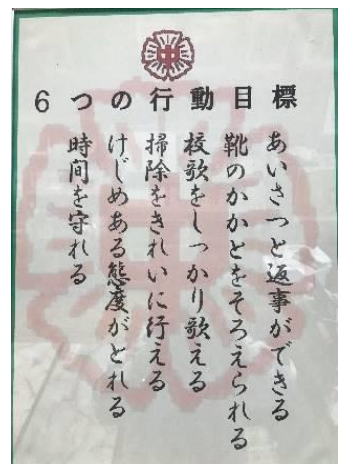 中
6つの行動目標
あいさつと返事ができる
靴のかかとをそろえられる
校歌をしっかり歌える
掃除をきれいに行える
けじめある態度がとれる
時間を守れる